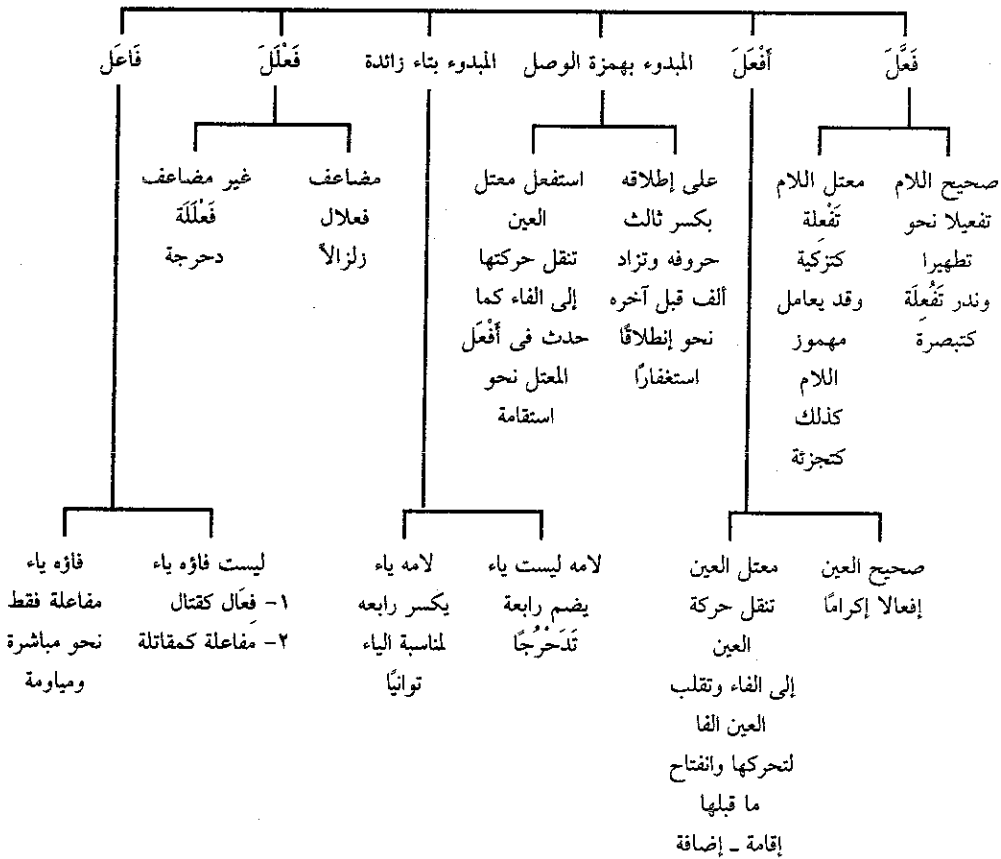 فَعَّلَ
أَفْعَلَ
المبدوء بهمزة الوصل
المبدوء بتاء زائدة
فَعْلَلَ
فَاعَل
صحيح اللام
تفعيلا نحو
تطهيرا
وندر تَفْعِلَة
كتبصرة
معتل اللام
تَفْعِلة
كتزكية
وقد يعامل
مهموز
اللام
كذلك
كتجزئة
على إطلاقه
بكسر ثالث
حروفه وتزاد
ألف قبل آخره
نحو إنطلاقًا
استغفارًا
استفعل معتل
العين
تنقل حركتها
إلى الفاء كما
حدث فى أَفْعَل
المعتل نحو
استقامة
مضاعف
فعلال
زلزالاً
غير مضاعف
فَعْلَلَة
دحرجة
صحيح العين
إفعالا إكرامًا
معتل العين
تنقل حركة
العين
إلى الفاء وتقلب
العين الفا
لتحركها وانفتاح
ما قبلها
إقامة ـ إضافة
لامه ليست ياء
يضم رابعة
تَدَحْرُجًا
لامه ياء
يكسر رابعه
لمناسبة الياء
توانيًا
ليست فاؤه ياء
١- فِعَال كقتال
٢- مفاعلة كمقاتلة
فاؤه ياء
مفاعلة فقط
نحو مباشرة
ومياومة